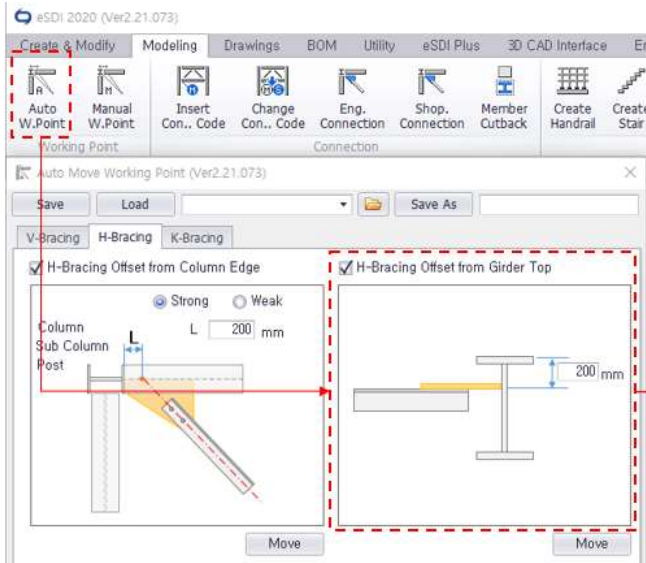 eSDI 2020 (Ver2.21.073)
Create & Modify Modeling Drawings BOM Utility eSDI Plus 3D CAD Interface
Auto W.Point
Manual W.Point
Insert Con.. Code
Change Con.. Code
Eng. Connection
Shop. Connection
Member Cutback
Create Handrail
Create Stair
Working Point Connection
Auto Move Working Point (Ver2.21.073)
Save Load Save As
V-Bracing H-Bracing K-Bracing
H-Bracing Offset from Column Edge
Strong Weak
Column
Sub Column
Post
L
L 200 mm
Move
H-Bracing Offset from Girder Top
200 mm
Move